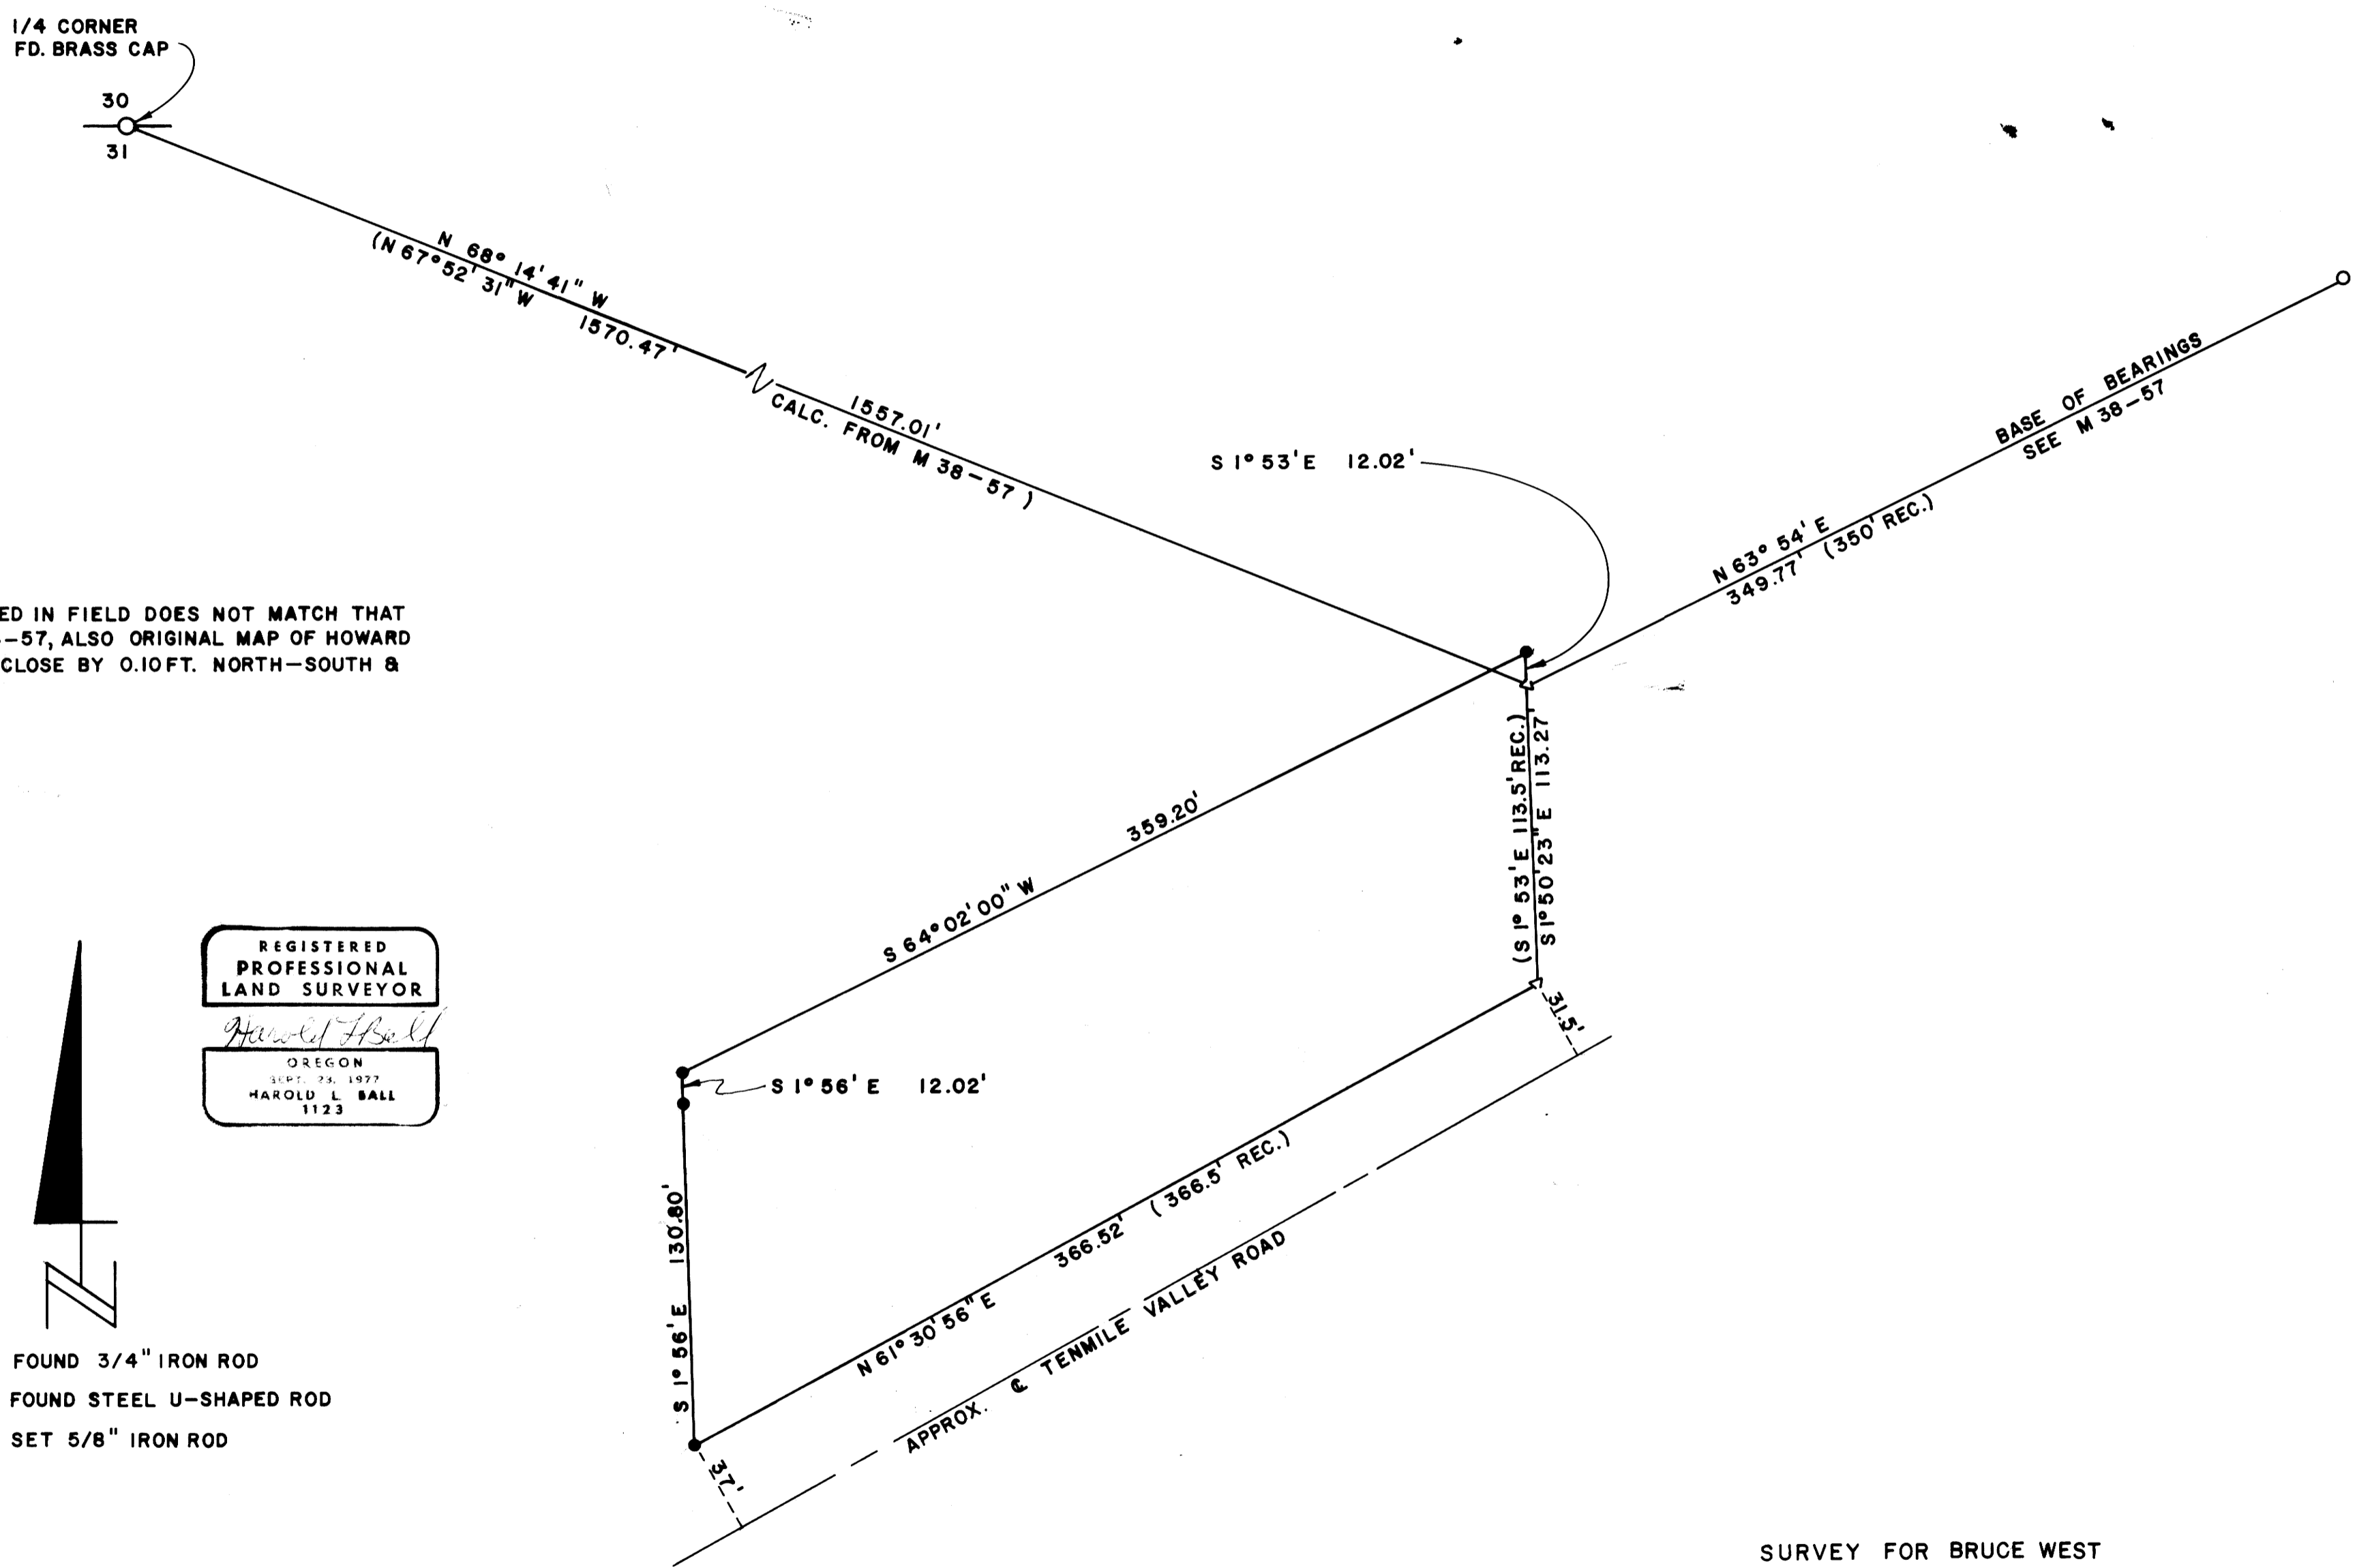 1/4 CORNER
FD. BRASS CAP
30
31
N 68° 14' 41" W
(N 67° 52' 31" W 1570.47'
1557.01'
CALC. FROM M 38-57 )
S 1° 53' E 12.02'
BASE OF BEARINGS
SEE M 38-57
N 63° 54' E
349.77' (350' REC.)
ED IN FIELD DOES NOT MATCH THAT
-57, ALSO ORIGINAL MAP OF HOWARD
CLOSE BY 0.10 FT. NORTH-SOUTH &
(S 1° 53' E 113.5' REC.)
S 1° 50' 23" E 113.27'
359.20'
S 64° 02' 00" W
REGISTERED
PROFESSIONAL
LAND SURVEYOR
Harold L Ball
OREGON
SEPT. 23, 1977
HAROLD L. BALL
1123
31.5'
S 1° 56' E 12.02'
S 1° 56' E 130.80'
N 61° 30' 56" E 366.52' ( 366.5' REC.)
APPROX. ℄ TENMILE VALLEY ROAD
37'
N
FOUND 3/4" IRON ROD
FOUND STEEL U-SHAPED ROD
SET 5/8" IRON ROD
SURVEY FOR BRUCE WEST